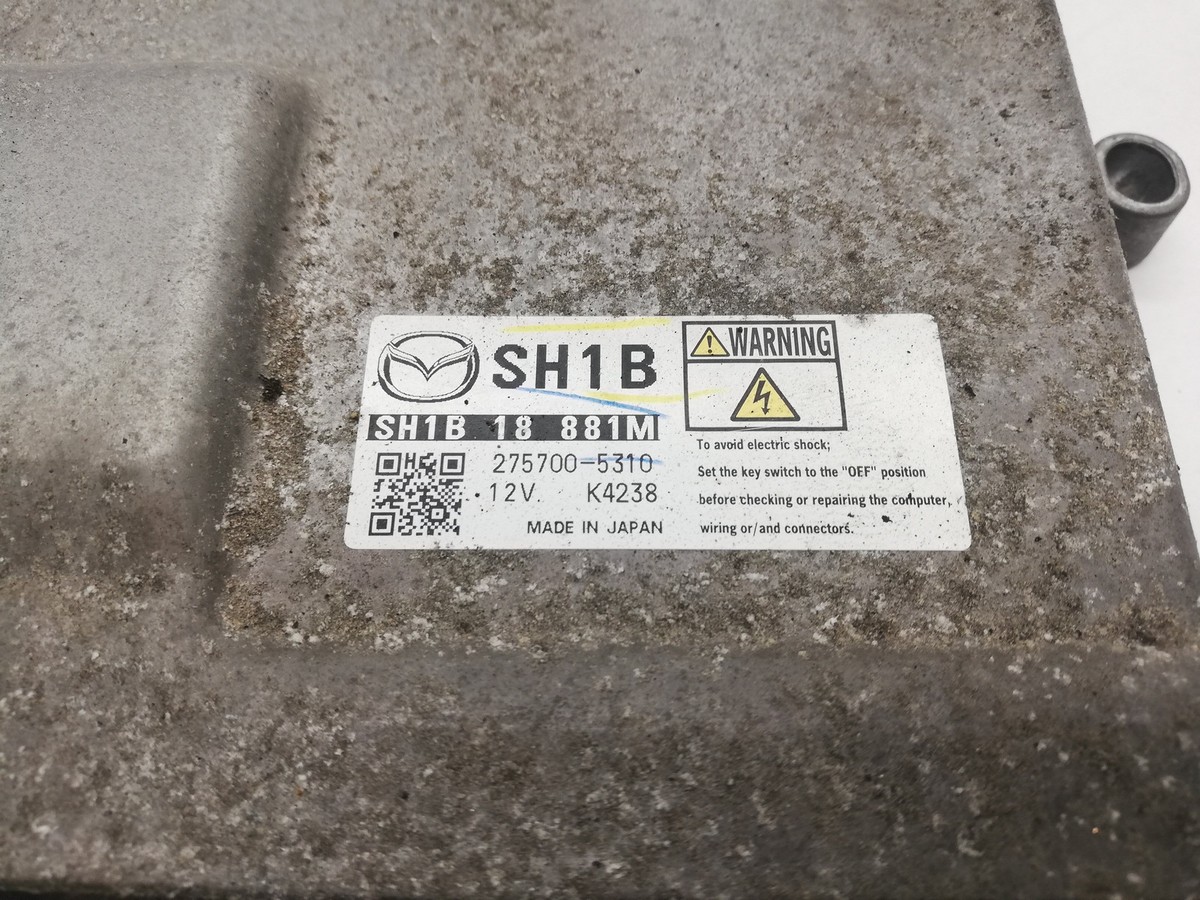 SH1B
SH1B 18 881M
275700-5310
12V. K4238
MADE IN JAPAN
WARNING
To avoid electric shock;
Set the key switch to the "OFF" position
before checking or repairing the computer,
wiring or/and connectors.